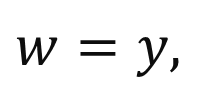 w = y,